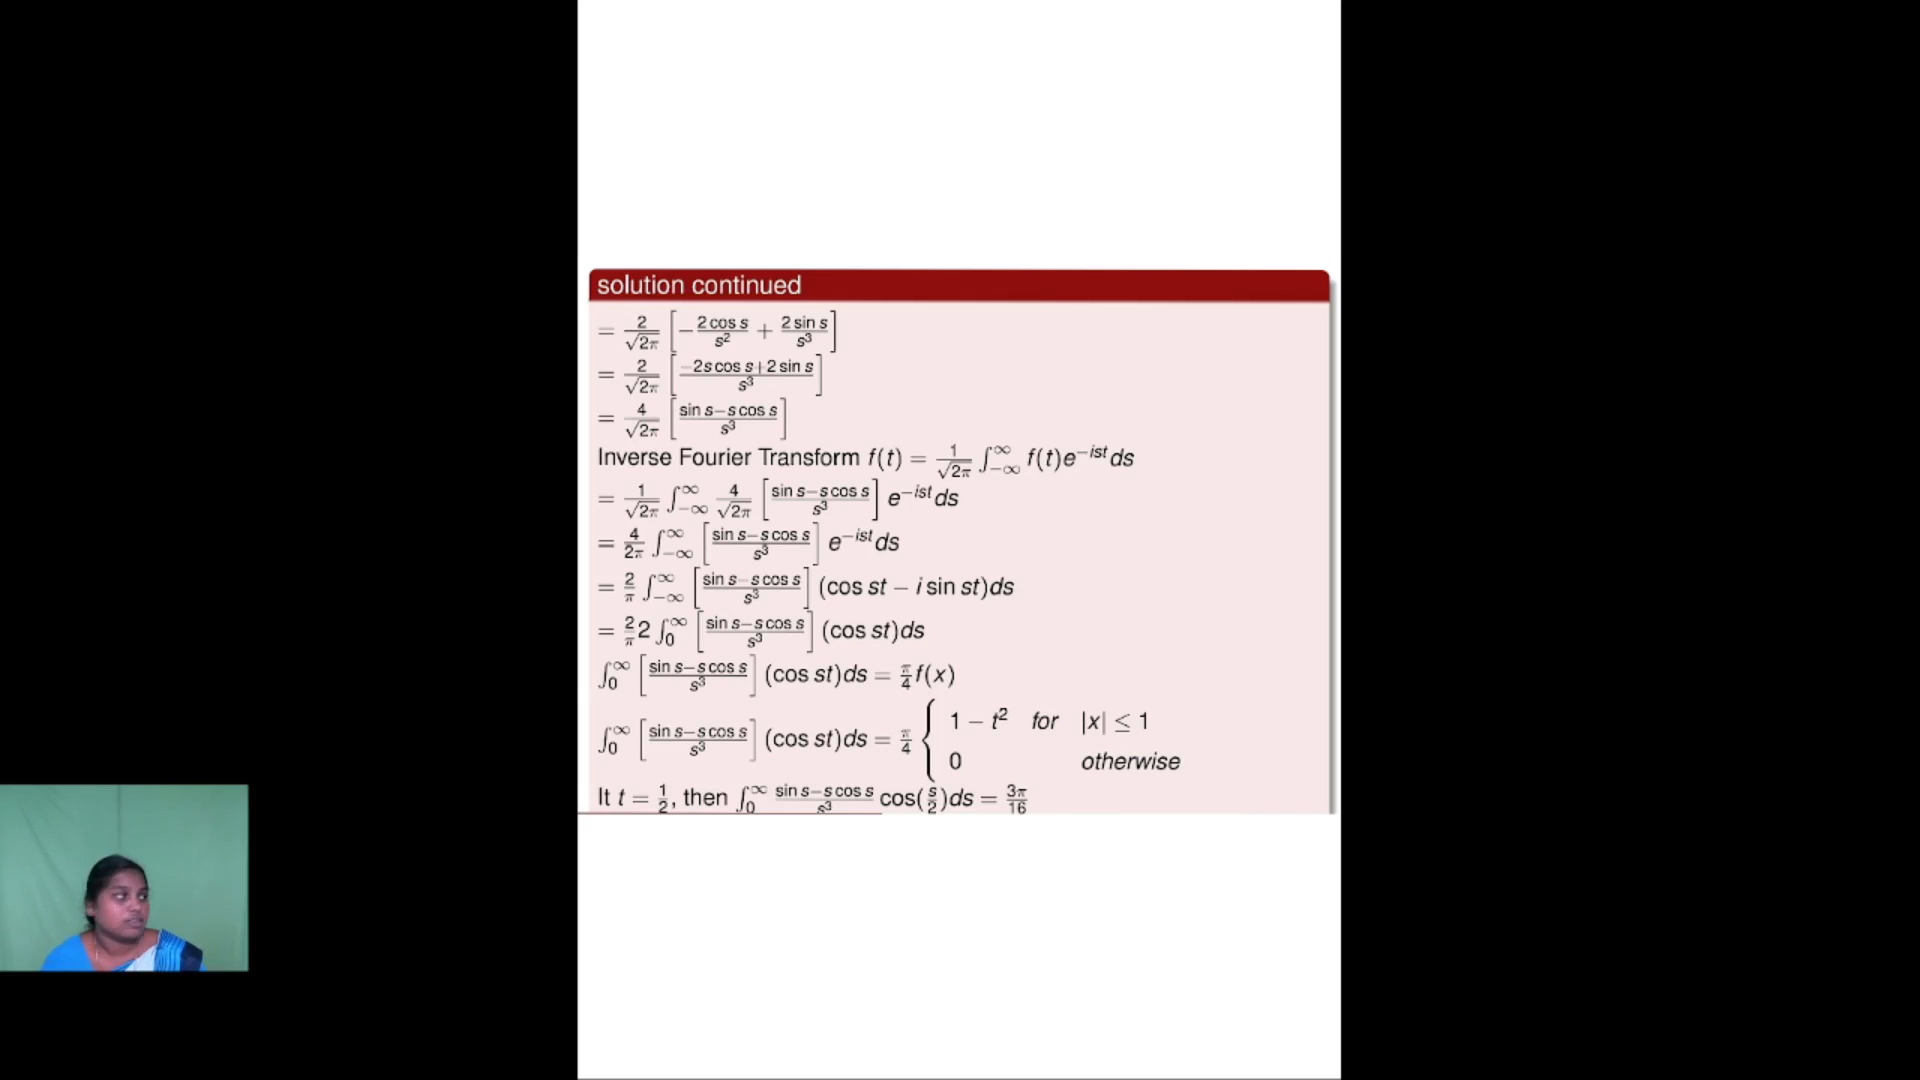 solution continued
= 2/√2π [−2 cos s/s² + 2 sin s/s³]
= 2/√2π [−2s cos s+2 sin s/s³]
= 4/√2π [sin s−s cos s/s³]
Inverse Fourier Transform f(t) = 1/√2π ∫_{−∞}^{∞} f(t)e^{−ist}ds
= 1/√2π ∫_{−∞}^{∞} 4/√2π [sin s−s cos s/s³] e^{−ist}ds
= 4/2π ∫_{−∞}^{∞} [sin s−s cos s/s³] e^{−ist}ds
= 2/π ∫_{−∞}^{∞} [sin s−s cos s/s³] (cos st − i sin st)ds
= 2/π 2 ∫_0^∞ [sin s−s cos s/s³] (cos st)ds
∫_0^∞ [sin s−s cos s/s³] (cos st)ds = π/4 f(x)
∫_0^∞ [sin s−s cos s/s³] (cos st)ds = π/4 { 1 − t² for |x| ≤ 1
0 otherwise
It t = 1/2, then ∫_0^∞ sin s−s cos s/s³ cos(s/2)ds = 3π/16